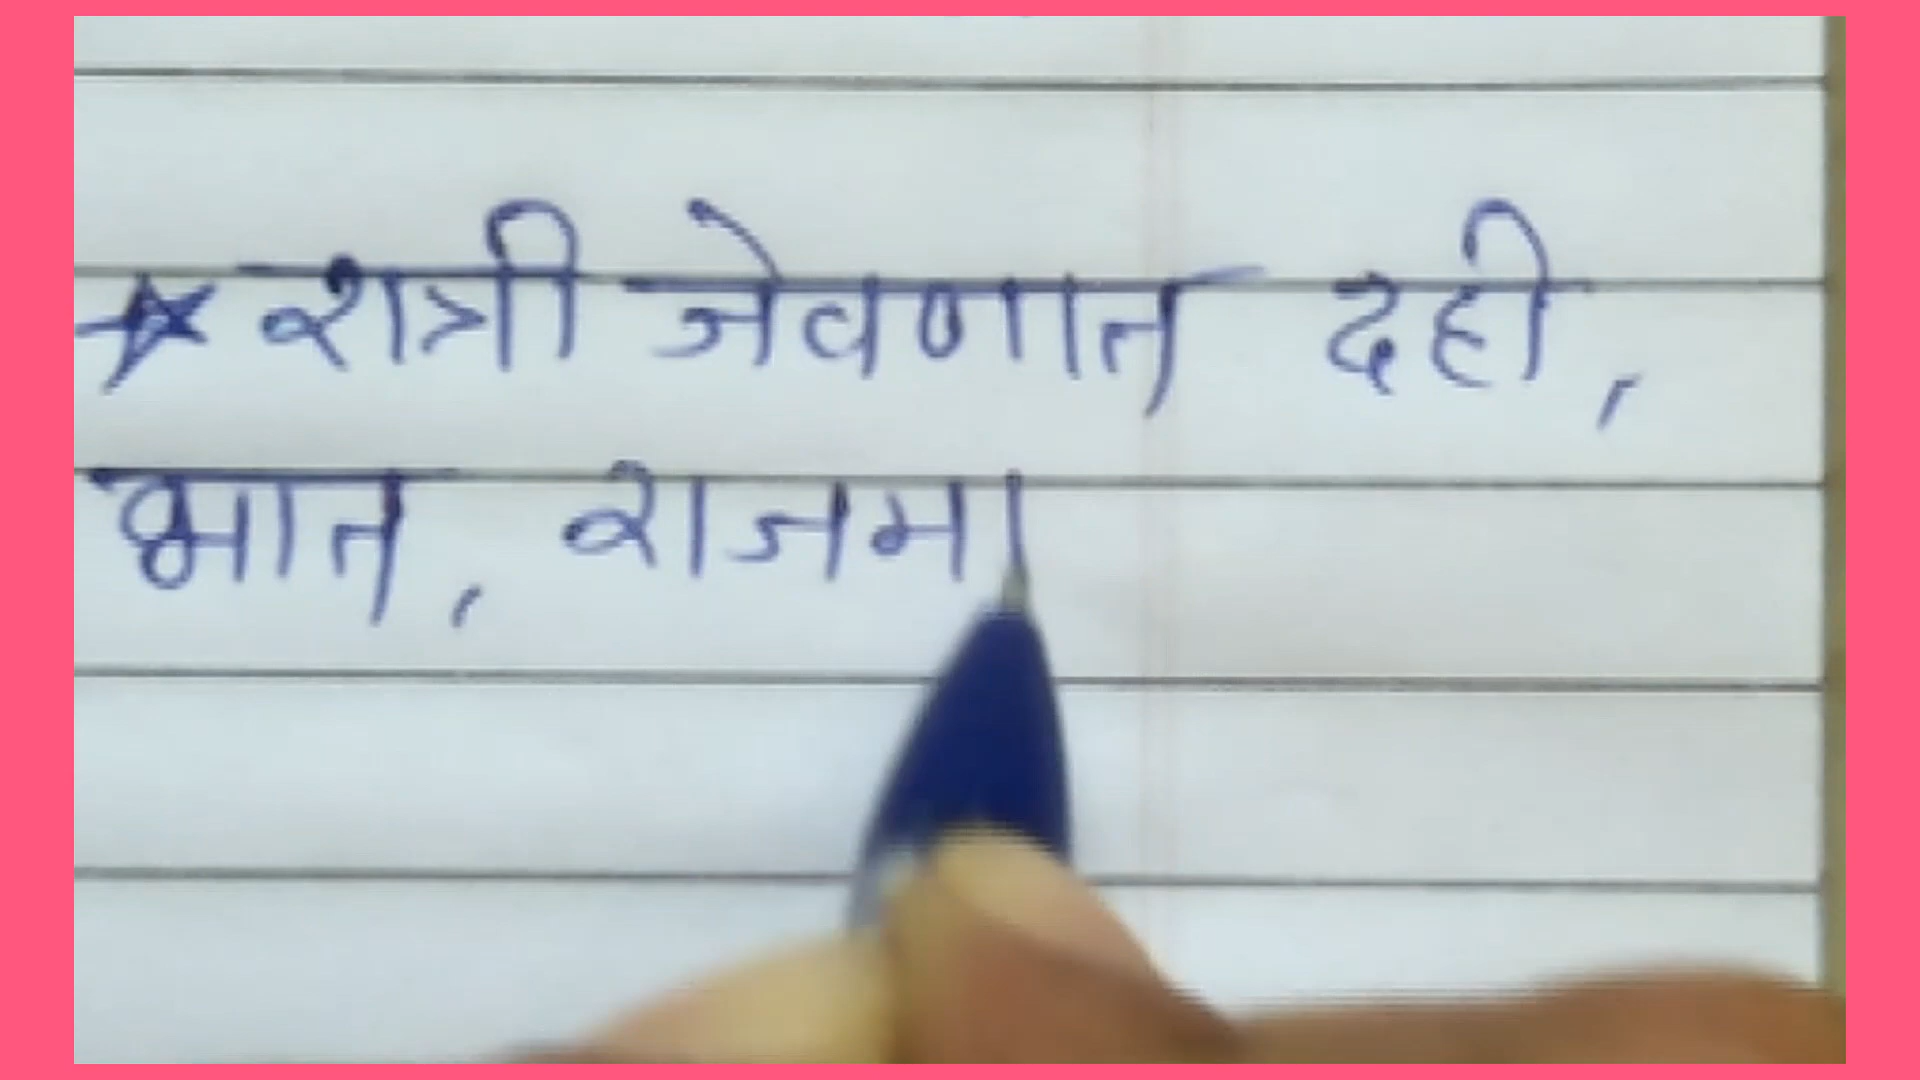 ★ रात्री जेवणात दही,
भात, राजमा